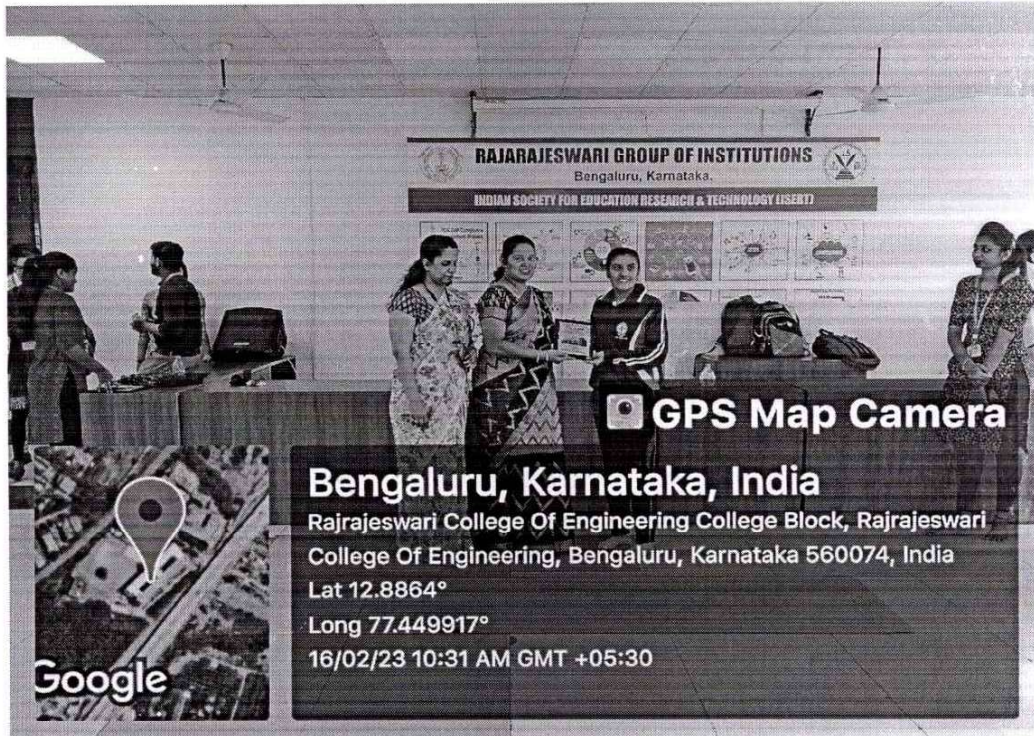 RAJARAJESWARI GROUP OF INSTITUTIONS
Bengaluru, Karnataka.
INDIAN SOCIETY FOR EDUCATION RESEARCH & TECHNOLOGY (ISERT)
GPS Map Camera
Bengaluru, Karnataka, India
Rajrajeswari College Of Engineering College Block, Rajrajeswari
College Of Engineering, Bengaluru, Karnataka 560074, India
Lat 12.8864°
Long 77.449917°
16/02/23 10:31 AM GMT +05:30
Google